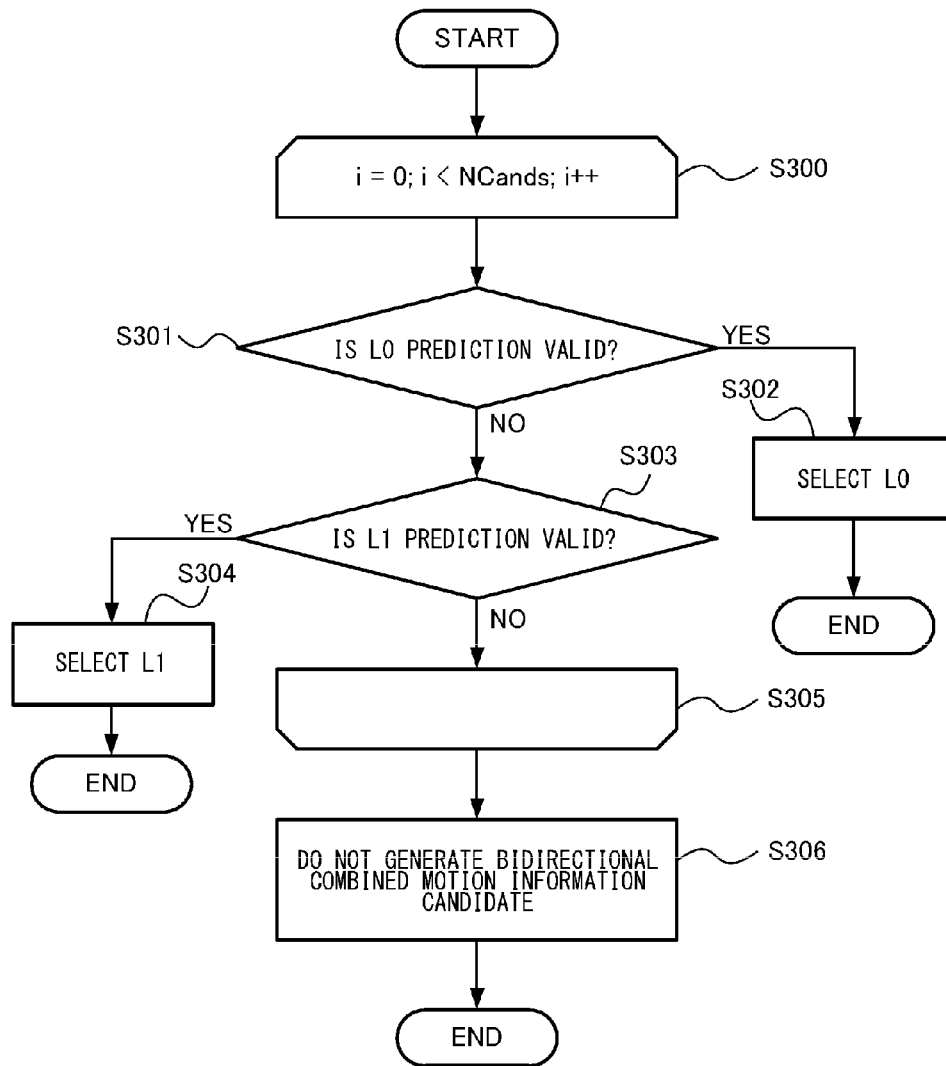 START
i = 0; i < NCands; i++
S300
S301
IS L0 PREDICTION VALID?
YES
S302
NO
SELECT L0
S303
YES
IS L1 PREDICTION VALID?
S304
NO
END
SELECT L1
S305
END
DO NOT GENERATE BIDIRECTIONAL
COMBINED MOTION INFORMATION
CANDIDATE
S306
END